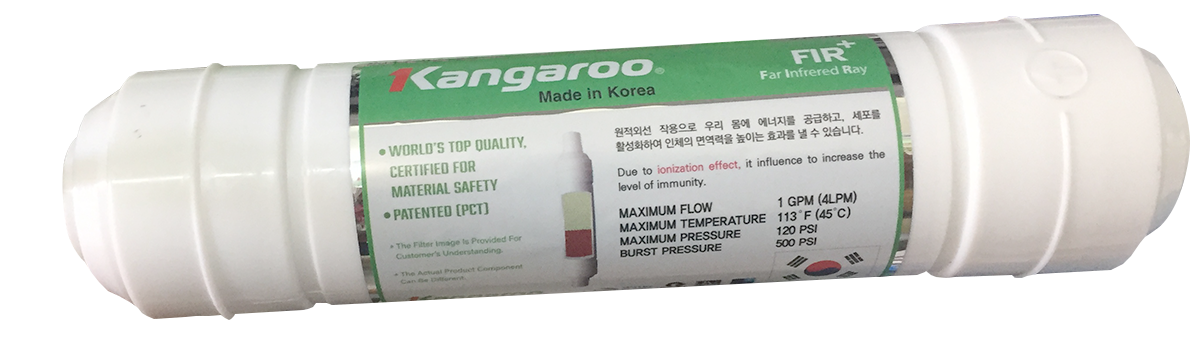 Kangaroo®
Made in Korea
FIR+
Far Infrered Ray
• WORLD'S TOP QUALITY,
CERTIFIED FOR
MATERIAL SAFETY
• PATENTED (PCT)
• The Filter Image Is Provided For
Customer's Understanding.
• The Actual Product Component
Can Be Different.
원적외선 작용으로 우리 몸에 에너지를 공급하고, 세포를
활성화하여 인체의 면역력을 높이는 효과를 낼 수 있습니다.
Due to ionization effect, it influence to increase the
level of immunity.
MAXIMUM FLOW 1 GPM (4LPM)
MAXIMUM TEMPERATURE 113°F (45°C)
MAXIMUM PRESSURE 120 PSI
BURST PRESSURE 500 PSI
Kangaroo